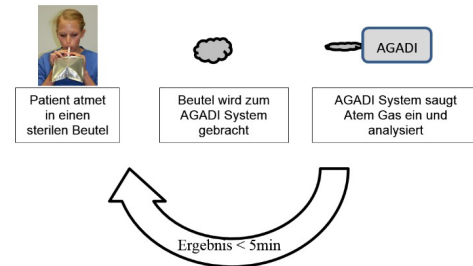 AGADI
Patient atmet
in einen
sterilen Beutel
Beutel wird zum
AGADI System
gebracht
AGADI System saugt
Atem Gas ein und
analysiert
Ergebnis < 5min